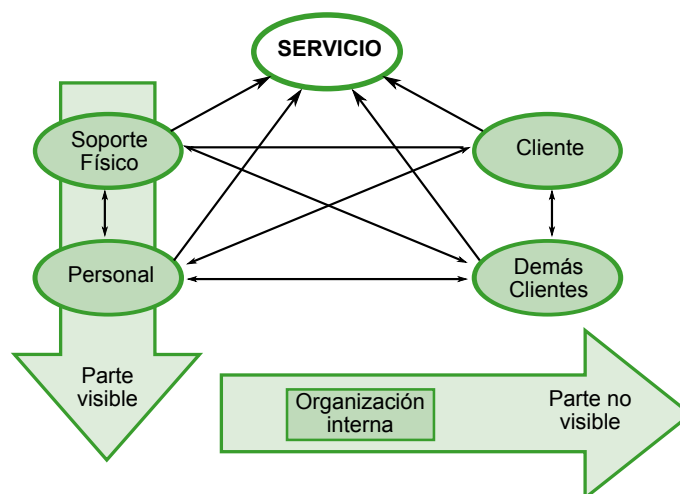 SERVICIO
Soporte
Físico
Cliente
Personal
Demás
Clientes
Parte
visible
Organización
interna
Parte no
visible